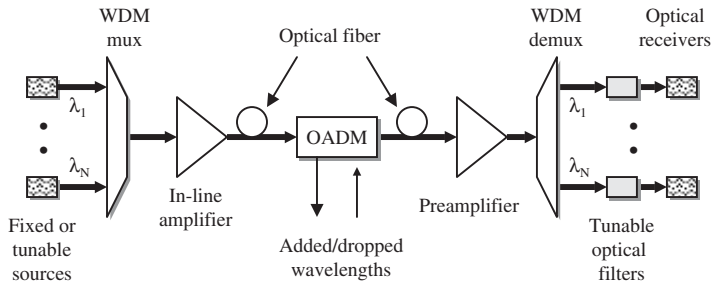 WDM
mux
Optical fiber
WDM
demux
Optical
receivers
λ1
λN
OADM
λ1
λN
In-line
amplifier
Preamplifier
Fixed or
tunable
sources
Added/dropped
wavelengths
Tunable
optical
filters